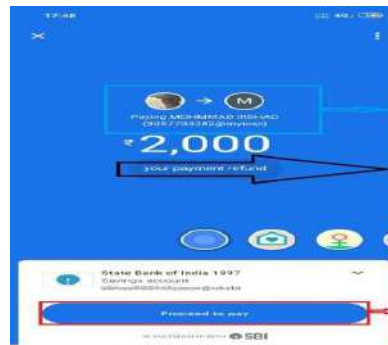 17:48
M
Paying MOHMMAD IRSHAD
₹2,000
your payment refund
State Bank of India 1997
Savings account
Proceed to pay
SBI